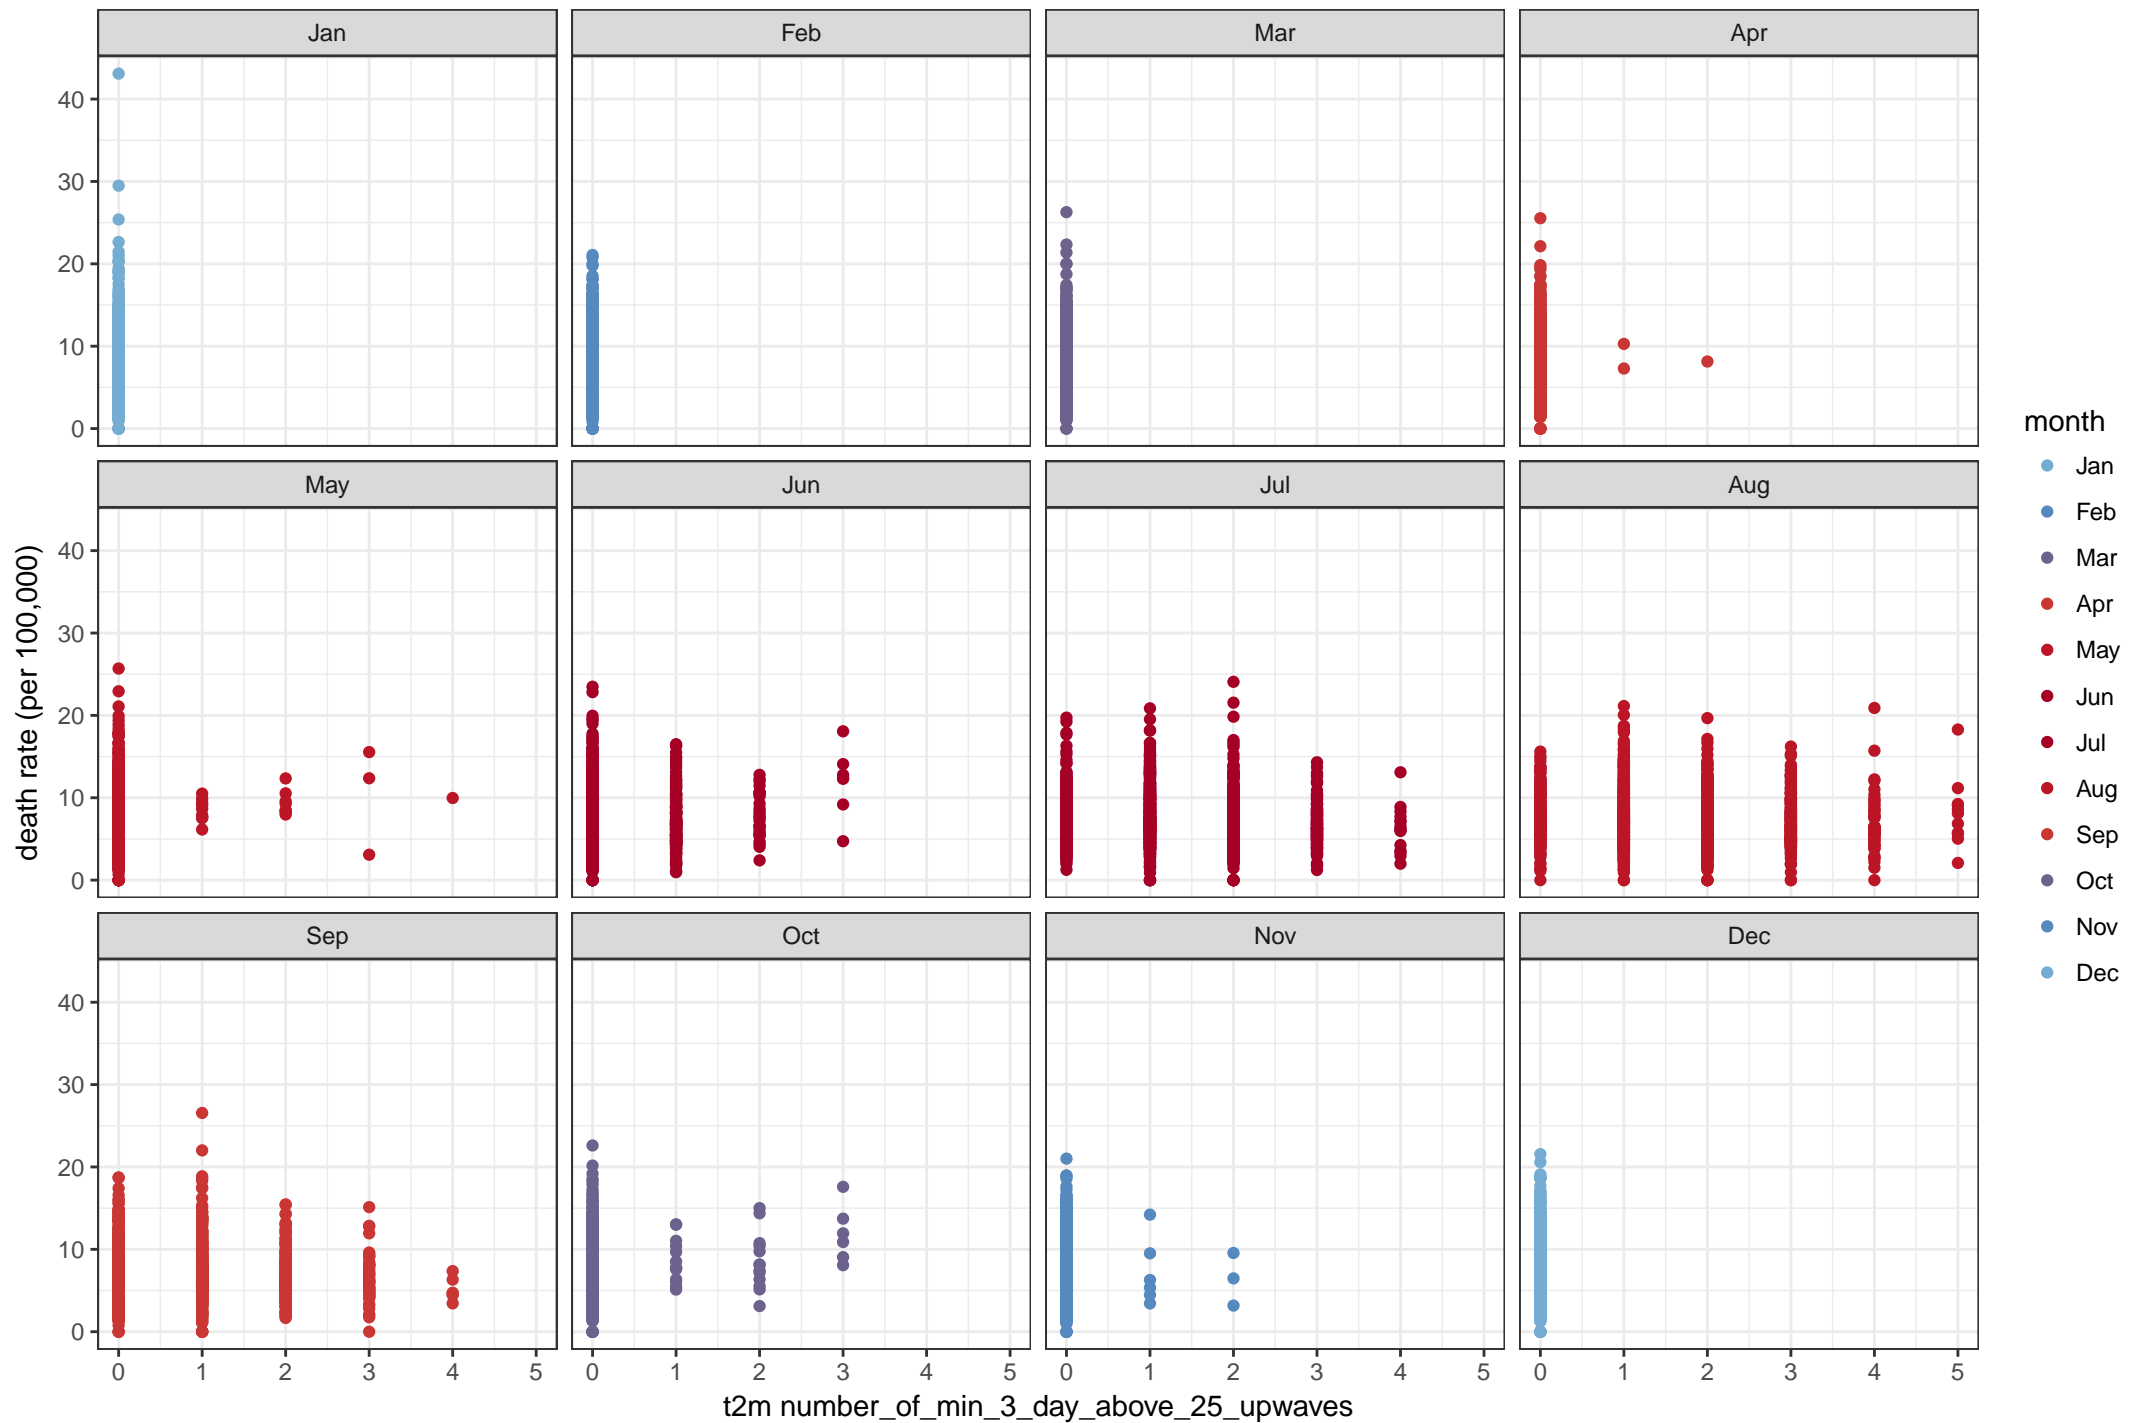 Jan Feb Mar Apr
40
30
20
10
0
May Jun Jul Aug
40
30
20
10
0
Sep Oct Nov Dec
40
30
20
10
0
0 1 2 3 4 5 0 1 2 3 4 5 0 1 2 3 4 5 0 1 2 3 4 5
t2m number_of_min_3_day_above_25_upwaves
death rate (per 100,000)
month
Jan
Feb
Mar
Apr
May
Jun
Jul
Aug
Sep
Oct
Nov
Dec